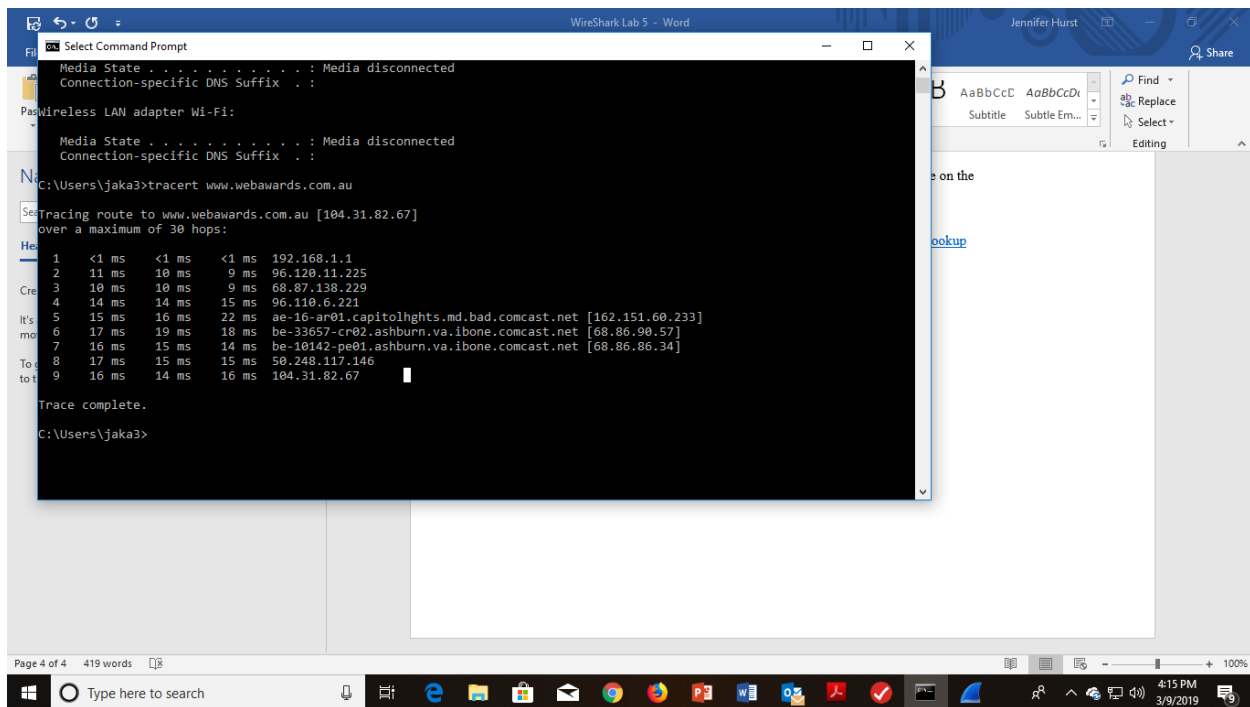 WireShark Lab 5 - Word
Jennifer Hurst
Select Command Prompt
Share
Media State . . . . . . . . . . . : Media disconnected
Connection-specific DNS Suffix  . :
Wireless LAN adapter Wi-Fi:
Media State . . . . . . . . . . . : Media disconnected
Connection-specific DNS Suffix  . :
C:\Users\jaka3>tracert www.webawards.com.au
Tracing route to www.webawards.com.au [104.31.82.67]
over a maximum of 30 hops:
1    <1 ms    <1 ms    <1 ms  192.168.1.1
2    11 ms    10 ms     9 ms  96.120.11.225
3    10 ms    10 ms     9 ms  68.87.138.229
4    14 ms    14 ms    15 ms  96.110.6.221
5    15 ms    16 ms    22 ms  ae-16-ar01.capitolhghts.md.bad.comcast.net [162.151.60.233]
6    17 ms    19 ms    18 ms  be-33657-cr02.ashburn.va.ibone.comcast.net [68.86.90.57]
7    16 ms    15 ms    14 ms  be-10142-pe01.ashburn.va.ibone.comcast.net [68.86.86.34]
8    17 ms    15 ms    15 ms  50.248.117.146
9    16 ms    14 ms    16 ms  104.31.82.67
Trace complete.
C:\Users\jaka3>
AaBbCcD AaBbCcDc
Subtitle Subtle Em...
Find
Replace
Select
Editing
e on the
ookup
Cre
It's
mo
To g
to t
Page 4 of 4 419 words
100%
Type here to search
4:15 PM
3/9/2019
9